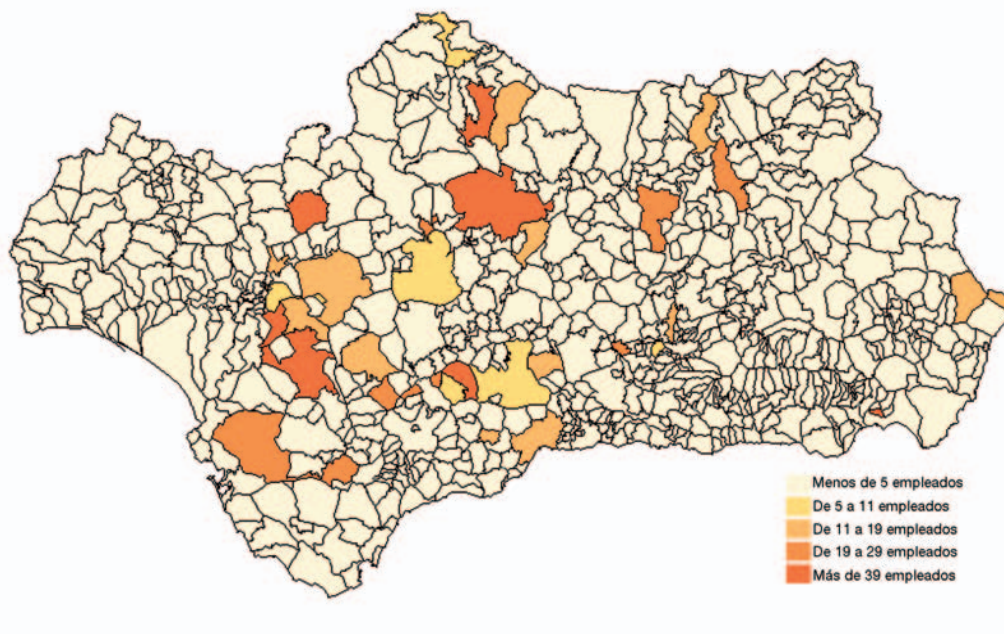 Menos de 5 empleados
De 5 a 11 empleados
De 11 a 19 empleados
De 19 a 29 empleados
Más de 39 empleados